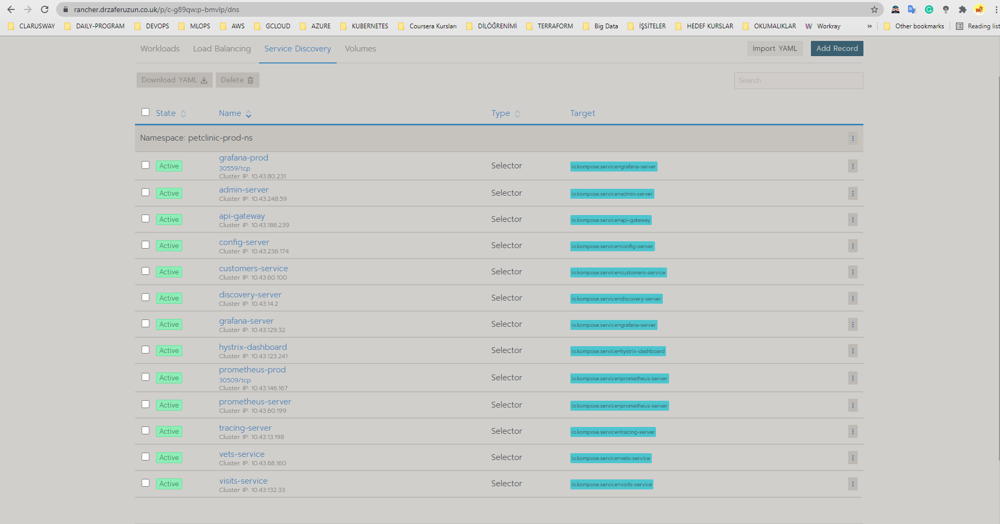 rancher.drzaferuzun.co.uk/p/c-g89qw:p-bmvlp/dns
CLARUSWAY DAILY-PROGRAM DEVOPS MLOPS AWS GCLOUD AZURE KUBERNETES Coursera Kursları DİLÖĞRENİMİ TERRAFORM Big Data İŞSİTELER HEDEF KURSLAR OKUMALIKLAR Workray » Other bookmarks Reading list
Workloads Load Balancing Service Discovery Volumes Import YAML Add Record
Download YAML Delete Search
State Name Type Target
Namespace: petclinic-prod-ns
grafana-prod
Active 30559/tcp Selector io.kompose.service=grafana-server
Cluster IP: 10.43.80.231
admin-server
Active Selector io.kompose.service=admin-server
Cluster IP: 10.43.248.59
api-gateway
Active Selector io.kompose.service=api-gateway
Cluster IP: 10.43.186.239
config-server
Active Selector io.kompose.service=config-server
Cluster IP: 10.43.236.174
customers-service
Active Selector io.kompose.service=customers-service
Cluster IP: 10.43.60.100
discovery-server
Active Selector io.kompose.service=discovery-server
Cluster IP: 10.43.14.2
grafana-server
Active Selector io.kompose.service=grafana-server
Cluster IP: 10.43.129.32
hystrix-dashboard
Active Selector io.kompose.service=hystrix-dashboard
Cluster IP: 10.43.123.241
prometheus-prod
Active 30509/tcp Selector io.kompose.service=prometheus-server
Cluster IP: 10.43.146.167
prometheus-server
Active Selector io.kompose.service=prometheus-server
Cluster IP: 10.43.60.199
tracing-server
Active Selector io.kompose.service=tracing-server
Cluster IP: 10.43.13.198
vets-service
Active Selector io.kompose.service=vets-service
Cluster IP: 10.43.68.160
visits-service
Active Selector io.kompose.service=visits-service
Cluster IP: 10.43.132.33